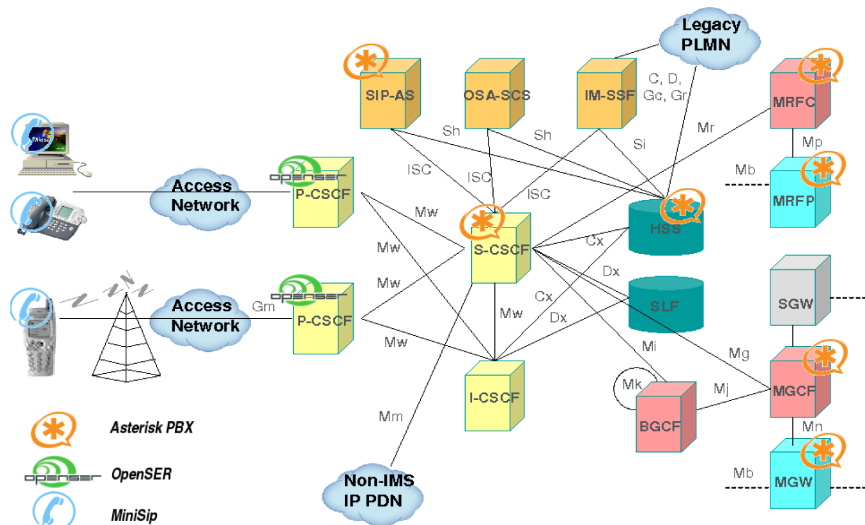 Legacy
PLMN
SIP-AS
OSA-SCS
IM-SSF
C, D,
Gc, Gr
MRFC
Mr
Sh
Sh
Si
Mp
ISC
ISC
ISC
Mb
MRFP
Access
Network
OPENSER
P-CSCF
Mw
S-CSCF
HSS
Cx
Mw
Mw
Dx
Cx
SLF
SGW
Access
Network
Gm
OPENSER
P-CSCF
Mw
Mw
Dx
Mi
Mg
I-CSCF
Mk
Mj
MGCF
BGCF
Mm
Mn
Asterisk PBX
OPENSER
OpenSER
Non-IMS
IP PDN
Mb
MGW
MiniSip